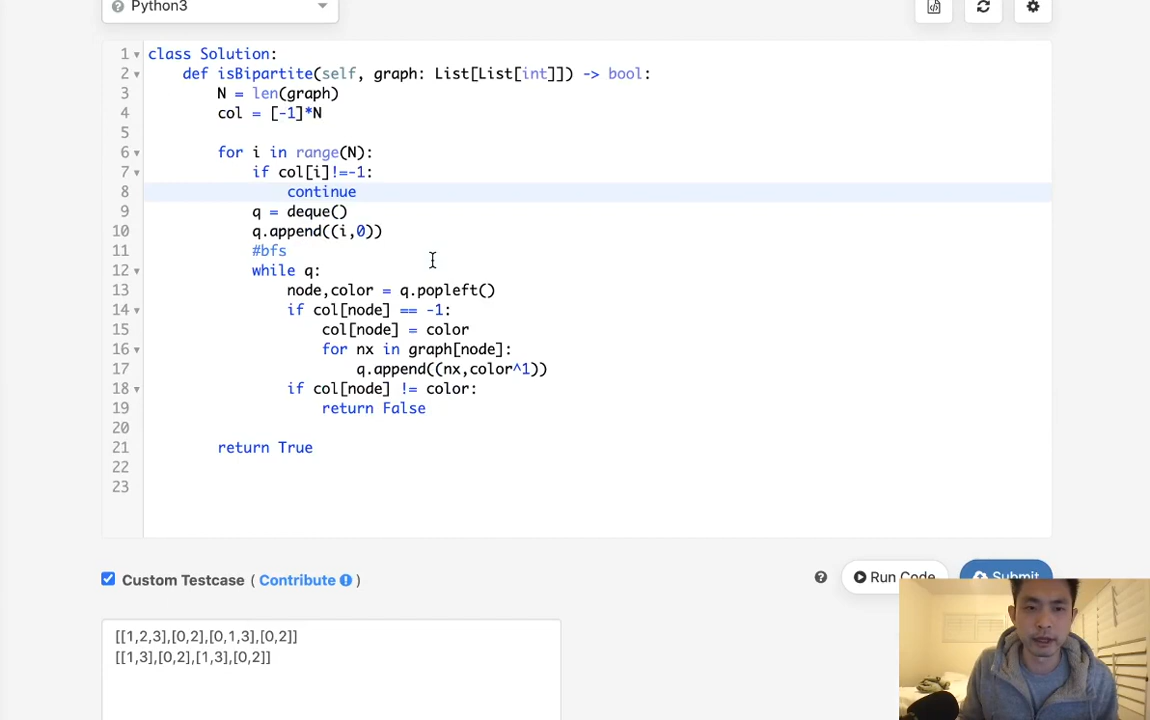 Python3
1 class Solution:
2 def isBipartite(self, graph: List[List[int]]) -> bool:
3 N = len(graph)
4 col = [-1]*N
5
6 for i in range(N):
7 if col[i]!=-1:
8 continue
9 q = deque()
10 q.append((i,0))
11 #bfs
12 while q:
13 node,color = q.popleft()
14 if col[node] == -1:
15 col[node] = color
16 for nx in graph[node]:
17 q.append((nx,color^1))
18 if col[node] != color:
19 return False
20
21 return True
22
23
Custom Testcase ( Contribute )
Run Code
Submit
[[1,2,3],[0,2],[0,1,3],[0,2]]
[[1,3],[0,2],[1,3],[0,2]]